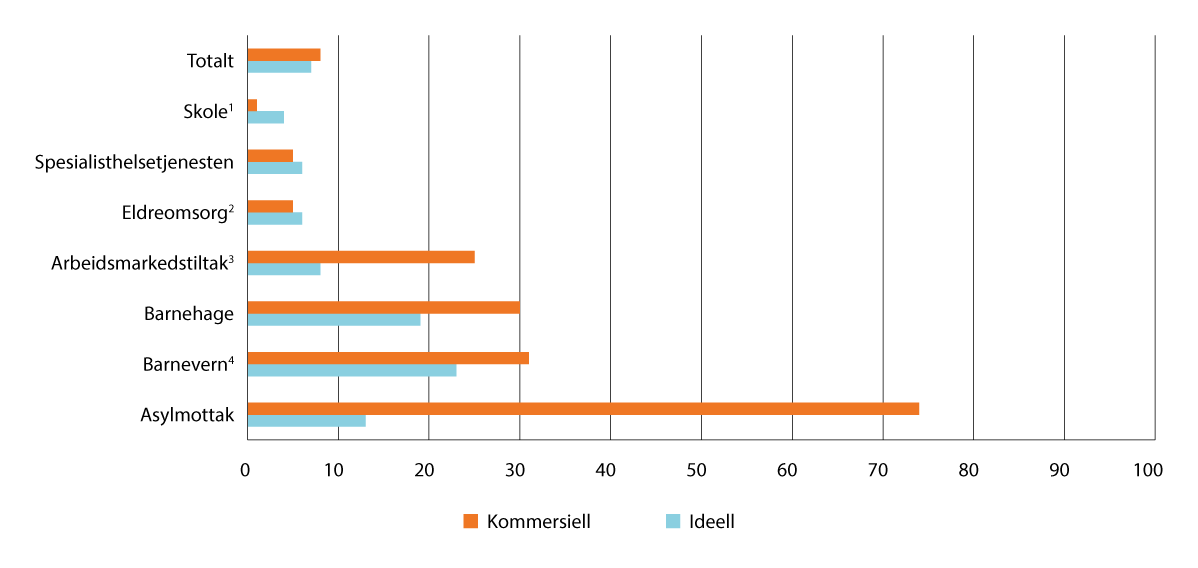 Totalt
Skole¹
Spesialisthelsetjenesten
Eldreomsorg²
Arbeidsmarkedstiltak³
Barnehage
Barnevern⁴
Asylmottak
0 10 20 30 40 50 60 70 80 90 100
Kommersiell Ideell